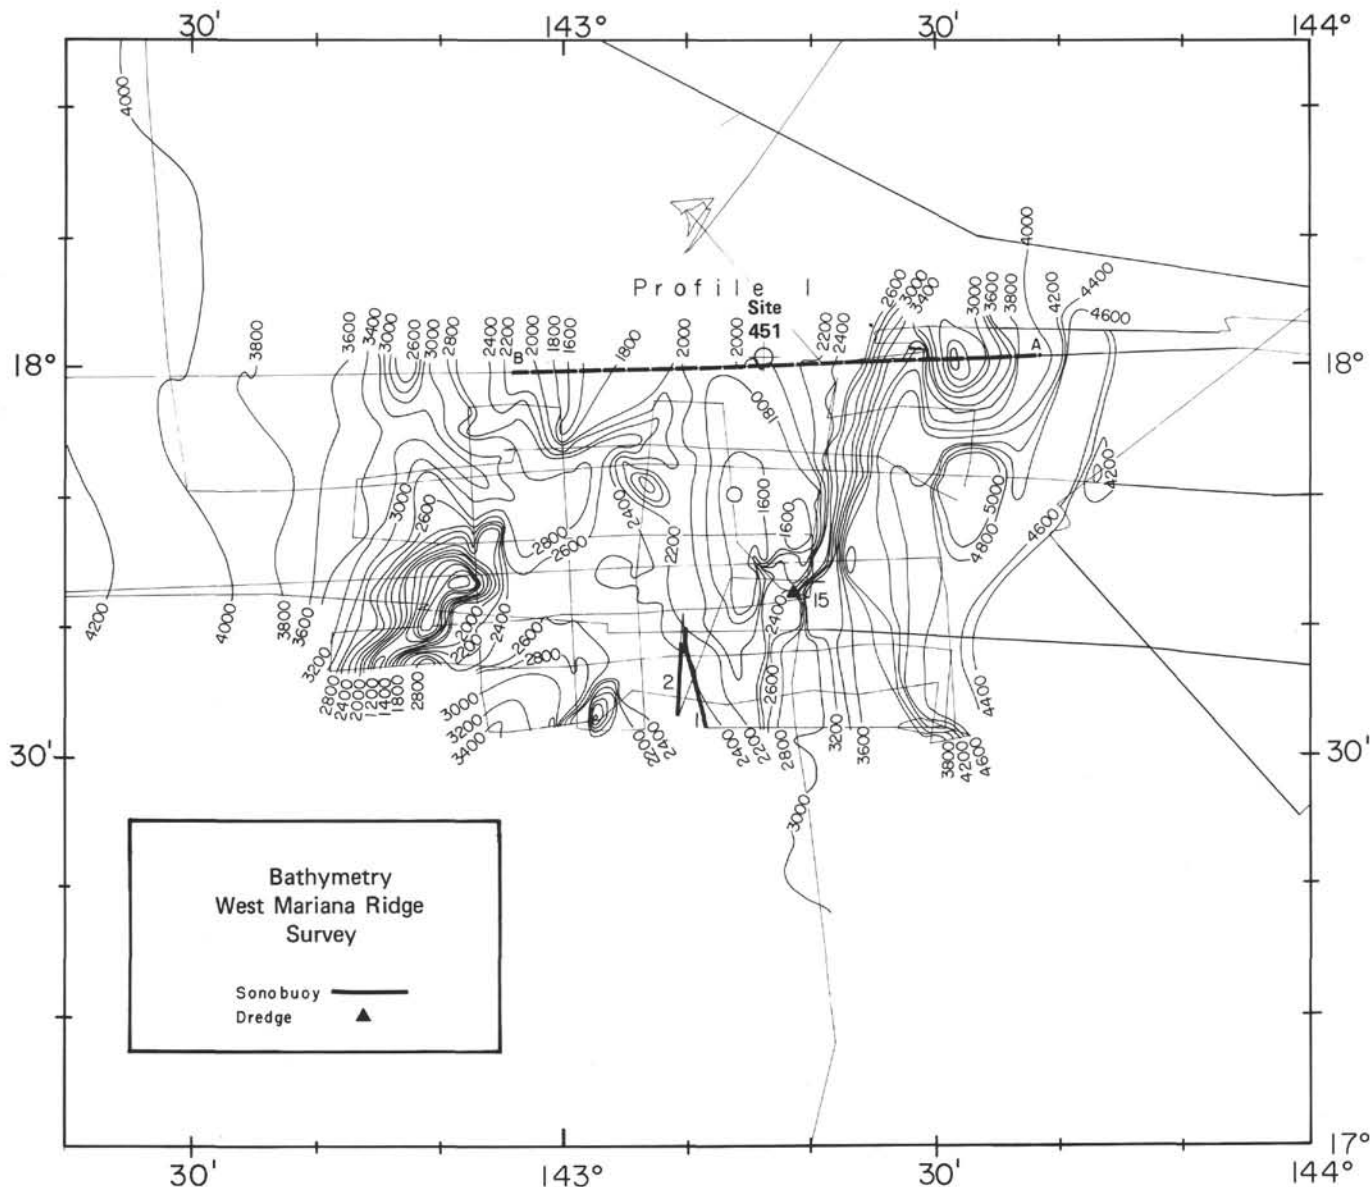 30' 143° 30' 144°
4000
4000
Profile I
Site
451
2600 3000 3400 3000 3600 3800 4200 4400 4600
3800 3600 3400 3000 2600 3000 2800 2400 2200 2000 1800 1600 1800 2000 2000 2200 2400
B A
18° 18°
1800
3000 2600 2400 1600 1600 5000 4200
2800 2600 2200 4800 4600
4200 4000 3800 3600 3200 2000 2200 2400 2600 2800 2400 15
2800 2400 2000 1200 1400 1800 2800 3000 3200 3400 2 1 2600 4400
2200 2400 2400 2200 2800 3200 3600 3800 4200 4600
30' 30'
3000
Bathymetry
West Mariana Ridge
Survey
Sonobuoy
Dredge
17°
30' 143° 30' 144°